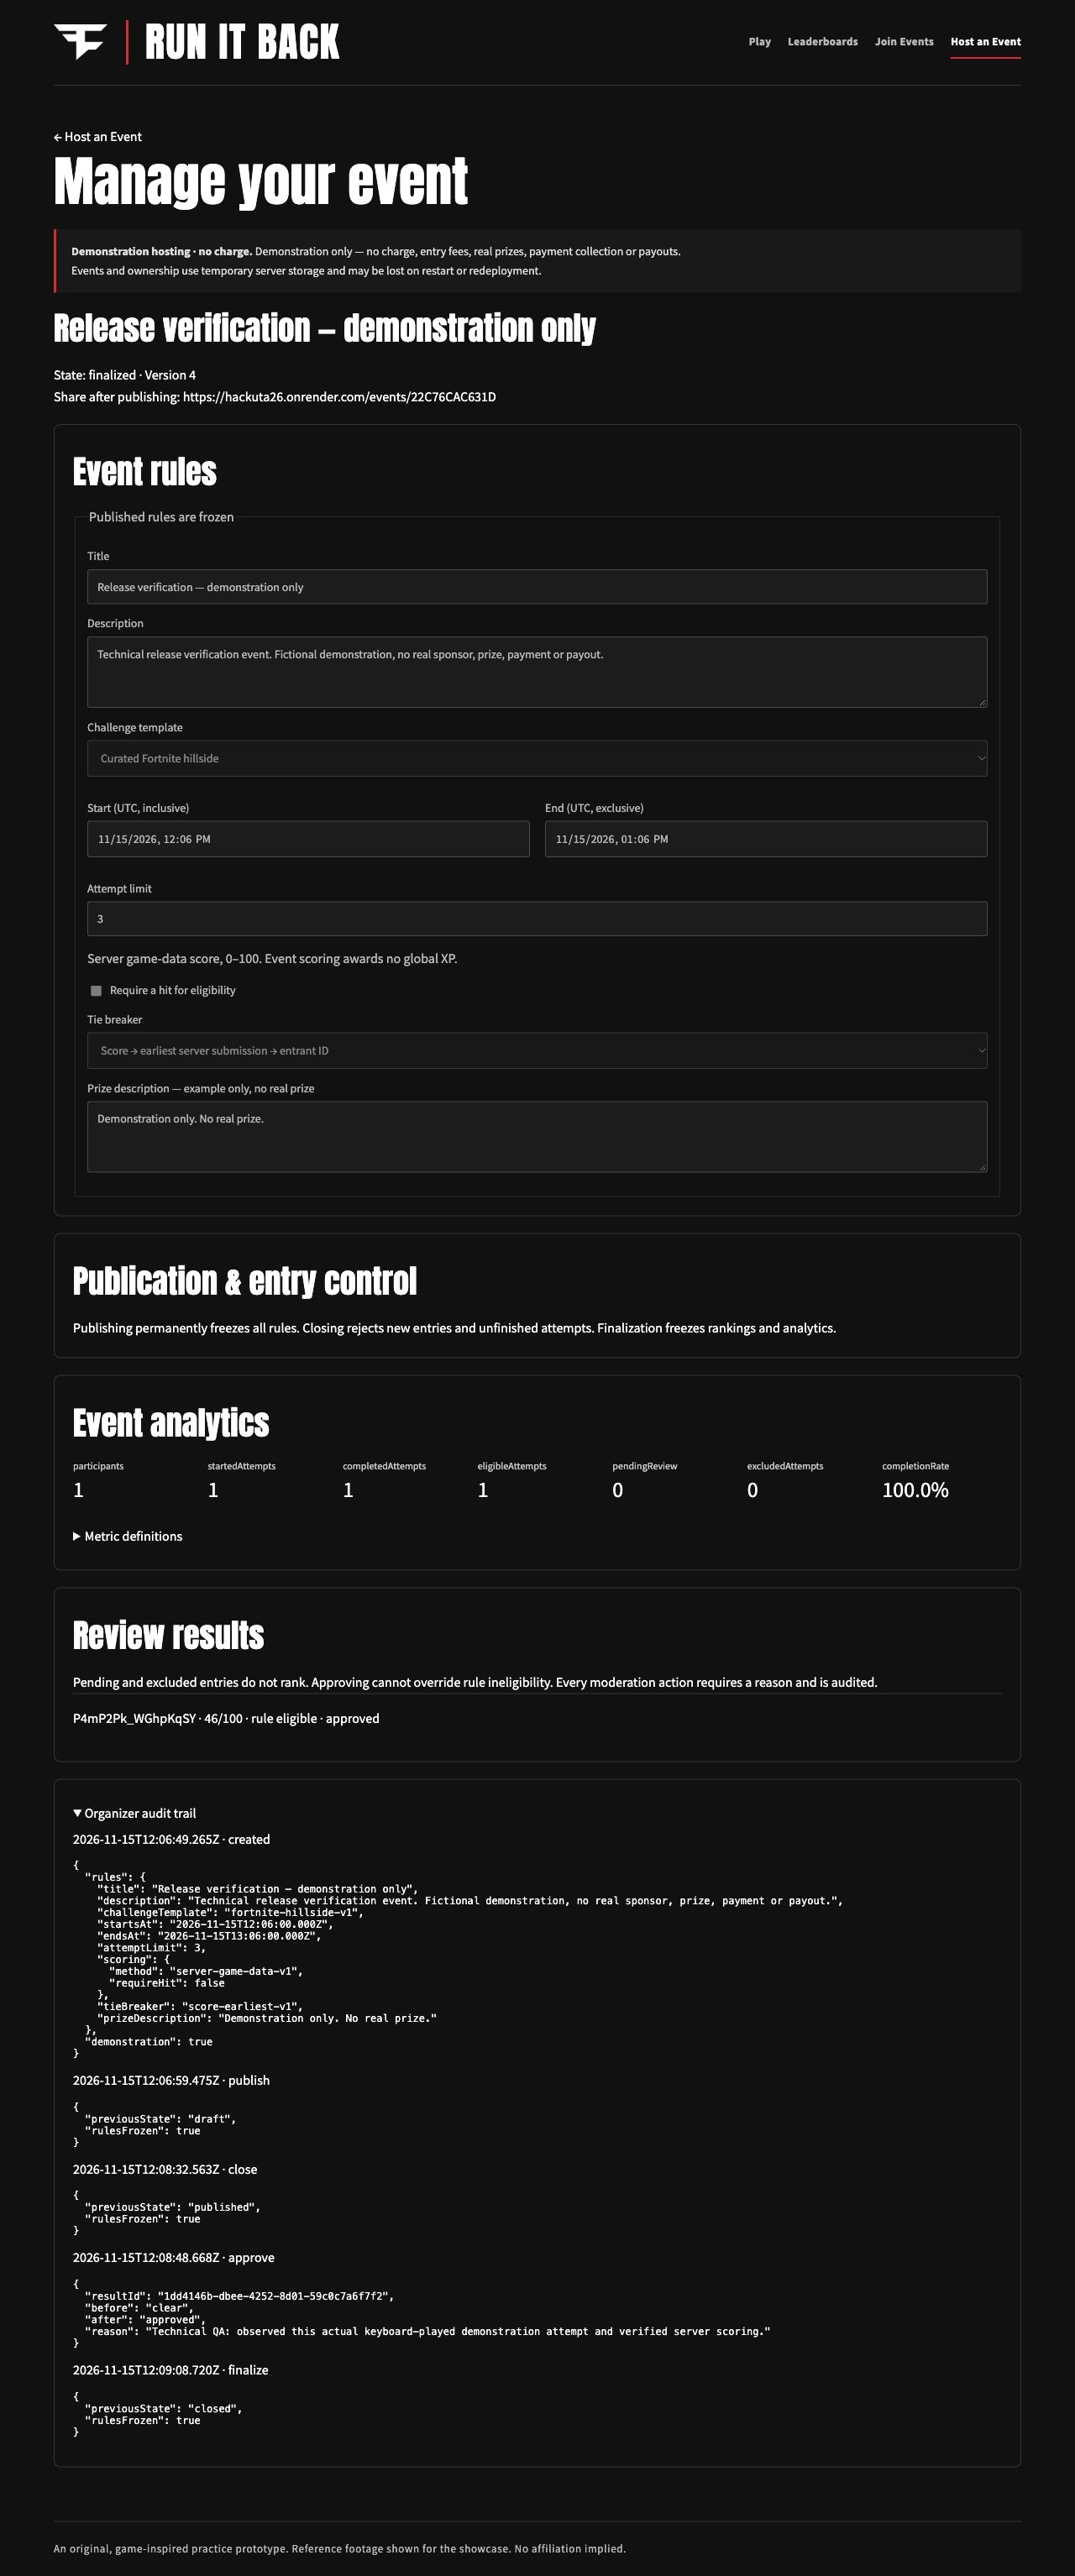 RUN IT BACK
Play
Leaderboards
Join Events
Host an Event
← Host an Event
Manage your event
Demonstration hosting · no charge. Demonstration only — no charge, entry fees, real prizes, payment collection or payouts.
Events and ownership use temporary server storage and may be lost on restart or redeployment.
Release verification — demonstration only
State: finalized · Version 4
Share after publishing: https://hackuta26.onrender.com/events/22C76CAC631D
Event rules
Published rules are frozen
Title
Release verification — demonstration only
Description
Technical release verification event. Fictional demonstration, no real sponsor, prize, payment or payout.
Challenge template
Curated Fortnite hillside
Start (UTC, inclusive)
End (UTC, exclusive)
11/15/2026, 12:06 PM
11/15/2026, 01:06 PM
Attempt limit
3
Server game-data score, 0–100. Event scoring awards no global XP.
Require a hit for eligibility
Tie breaker
Score → earliest server submission → entrant ID
Prize description — example only, no real prize
Demonstration only. No real prize.
Publication & entry control
Publishing permanently freezes all rules. Closing rejects new entries and unfinished attempts. Finalization freezes rankings and analytics.
Event analytics
participants
startedAttempts
completedAttempts
eligibleAttempts
pendingReview
excludedAttempts
completionRate
1
1
1
1
0
0
100.0%
▶ Metric definitions
Review results
Pending and excluded entries do not rank. Approving cannot override rule ineligibility. Every moderation action requires a reason and is audited.
P4mP2Pk_WGhpKqSY · 46/100 · rule eligible · approved
▼ Organizer audit trail
2026-11-15T12:06:49.265Z · created
{
"rules": {
"title": "Release verification — demonstration only",
"description": "Technical release verification event. Fictional demonstration, no real sponsor, prize, payment or payout.",
"challengeTemplate": "fortnite-hillside-v1",
"startsAt": "2026-11-15T12:06:00.000Z",
"endsAt": "2026-11-15T13:06:00.000Z",
"attemptLimit": 3,
"scoring": {
"method": "server-game-data-v1",
"requireHit": false
},
"tieBreaker": "score-earliest-v1",
"prizeDescription": "Demonstration only. No real prize."
},
"demonstration": true
}
2026-11-15T12:06:59.475Z · publish
{
"previousState": "draft",
"rulesFrozen": true
}
2026-11-15T12:08:32.563Z · close
{
"previousState": "published",
"rulesFrozen": true
}
2026-11-15T12:08:48.668Z · approve
{
"resultId": "1dd4146b-dbee-4252-8d01-59c0c7a6f7f2",
"before": "clear",
"after": "approved",
"reason": "Technical QA: observed this actual keyboard-played demonstration attempt and verified server scoring."
}
2026-11-15T12:09:08.720Z · finalize
{
"previousState": "closed",
"rulesFrozen": true
}
An original, game-inspired practice prototype. Reference footage shown for the showcase. No affiliation implied.